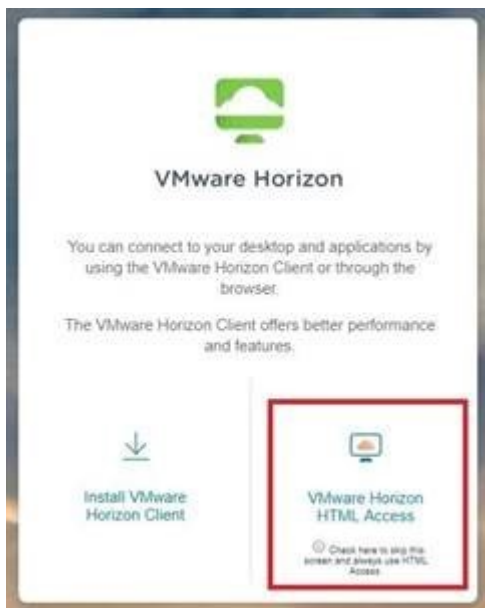 VMware Horizon
You can connect to your desktop and applications by
using the VMware Horizon Client or through the
browser.
The VMware Horizon Client offers better performance
and features.
Install VMware
Horizon Client
VMware Horizon
HTML Access
Check here to skip this
screen and always use HTML
Access